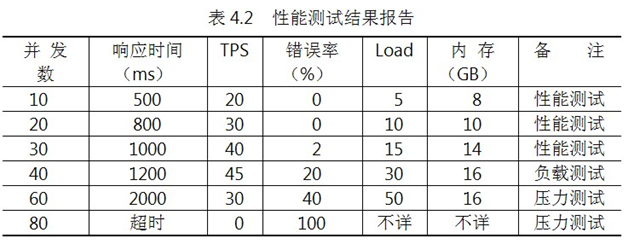 表 4.2 性能测试结果报告
并发 响应时间 TPS 错误率 Load 内存 备注
数 （ms） （%） （GB）
10 500 20 0 5 8 性能测试
20 800 30 0 10 10 性能测试
30 1000 40 2 15 14 性能测试
40 1200 45 20 30 16 负载测试
60 2000 30 40 50 16 压力测试
80 超时 0 100 不详 不详 压力测试